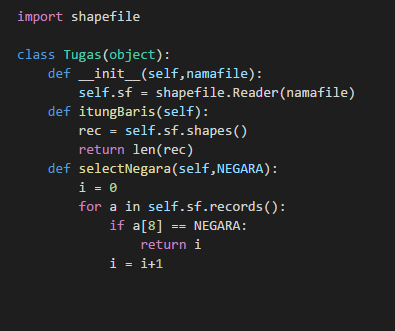 import shapefile
class Tugas(object):
    def __init__(self,namafile):
        self.sf = shapefile.Reader(namafile)
    def itungBaris(self):
        rec = self.sf.shapes()
        return len(rec)
    def selectNegara(self,NEGARA):
        i = 0
        for a in self.sf.records():
            if a[8] == NEGARA:
                return i
            i = i+1